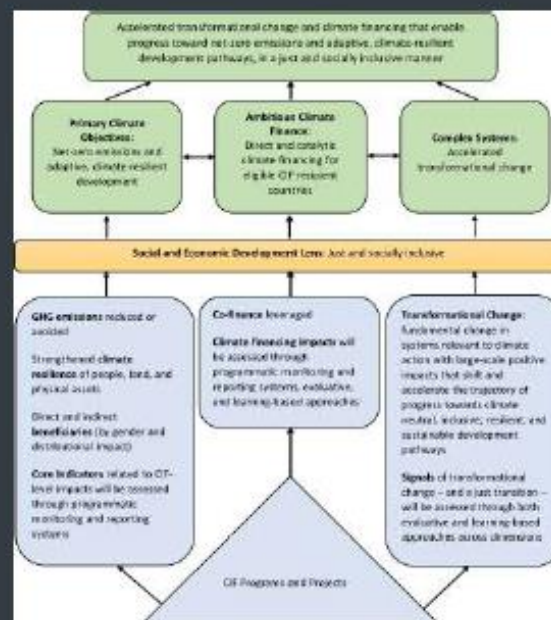 Accelerated transformational change and climate financing that enable
progress toward net-zero emissions and adaptive, climate-resilient
development pathways, in a just and socially inclusive manner
Primary Climate
Objectives:
Net-zero emissions and
adaptive, climate resilient
development
Ambitious Climate
Finance:
Direct and catalytic
climate financing for
eligible CIF recipient
countries
Complex Systems:
Accelerated
transformational change
Social and Economic Development Lens: Just and socially inclusive
GHG emissions reduced or
avoided
Strengthened climate
resilience of people, land, and
physical assets
Direct and indirect
beneficiaries (by gender and
distributional impact)
Core Indicators related to CIF-
level impacts will be assessed
through programmatic
monitoring and reporting
systems
Co-finance leveraged
Climate financing impacts will
be assessed through
programmatic monitoring and
reporting systems, evaluative,
and learning-based approaches
Transformational Change:
fundamental change in
systems relevant to climate
action with large-scale positive
impacts that shift and
accelerate the trajectory of
progress towards climate
neutral, inclusive, resilient, and
sustainable development
pathways
Signals of transformational
change – and a just transition –
will be assessed through both
evaluative and learning-based
approaches across dimensions
CIF Programs and Projects